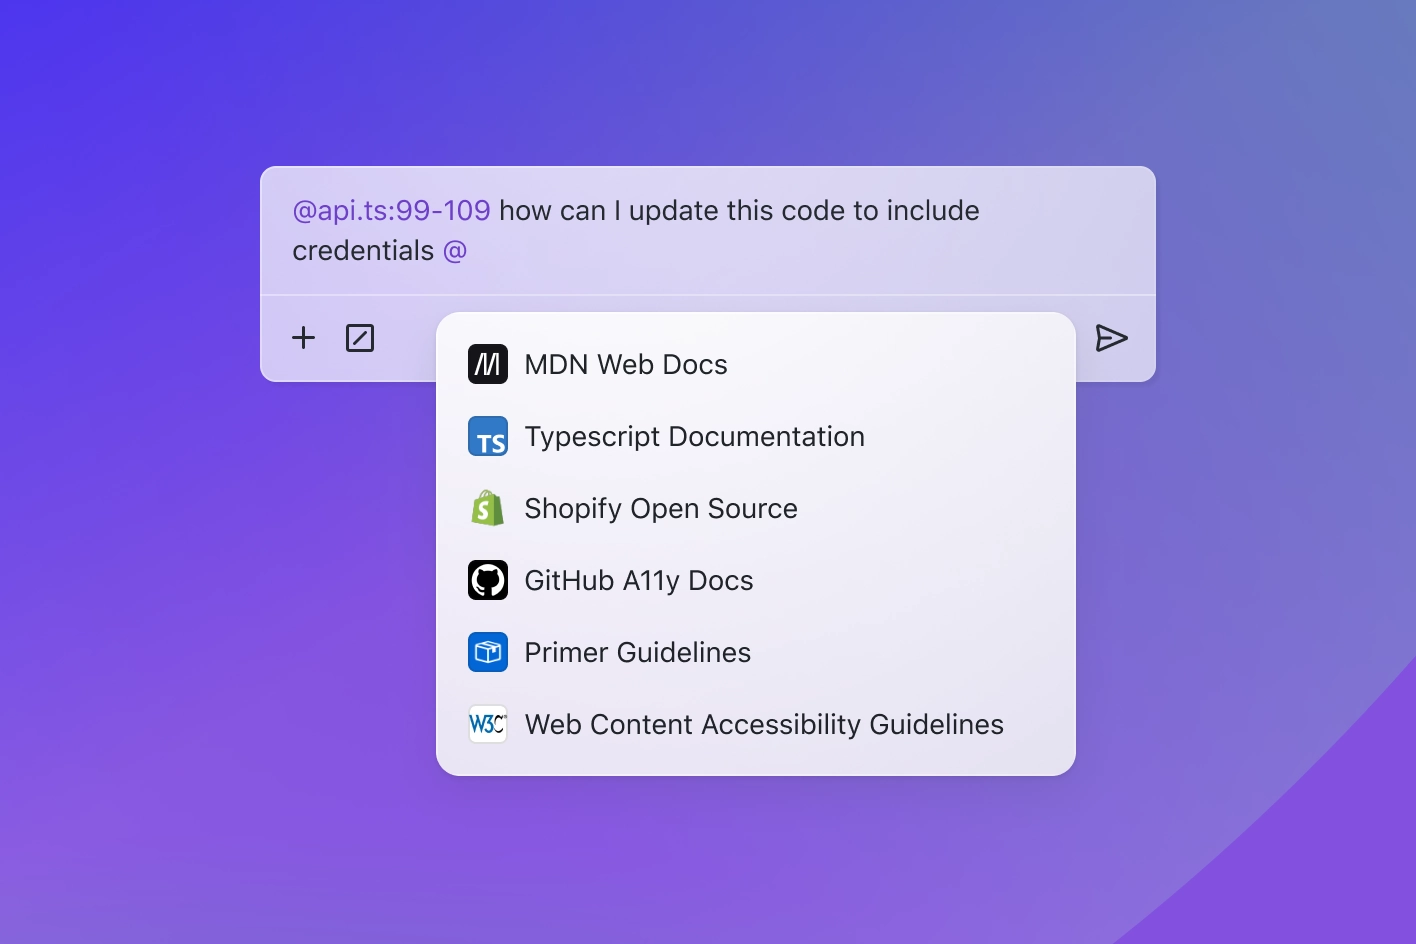 @api.ts:99-109 how can I update this code to include
credentials @
MDN Web Docs
TS Typescript Documentation
Shopify Open Source
GitHub A11y Docs
Primer Guidelines
W3C Web Content Accessibility Guidelines